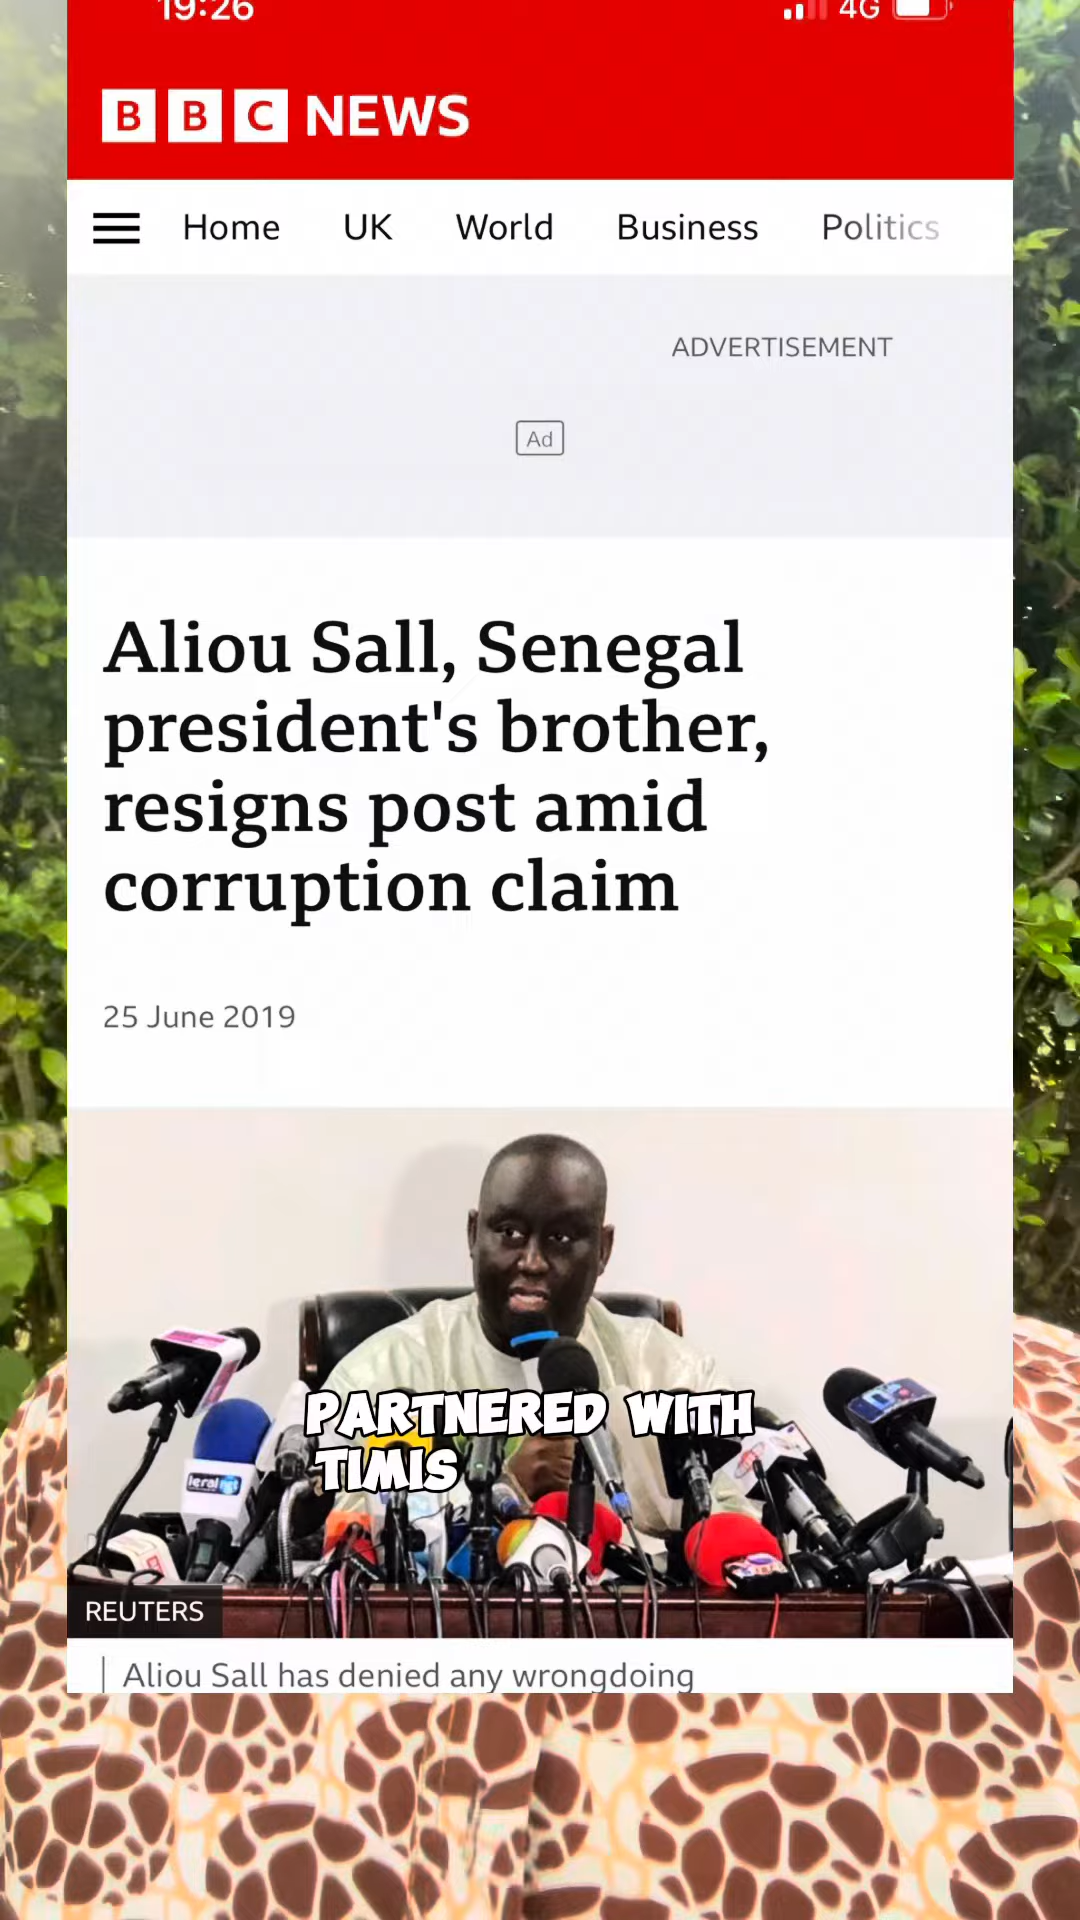 19:26
4G
BBC NEWS
Home UK World Business Politics
ADVERTISEMENT
Ad
Aliou Sall, Senegal
president's brother,
resigns post amid
corruption claim
25 June 2019
leral
PARTNERED WITH
TIMIS
REUTERS
Aliou Sall has denied any wrongdoing